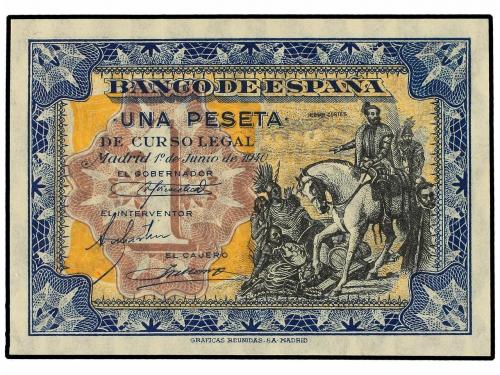 BANCO DE ESPAÑA
UNA PESETA
HERNAN CORTES
DE CURSO LEGAL
Madrid 1º de Junio de 1940
EL GOBERNADOR
EL INTERVENTOR
EL CAJERO
1
GRAFICAS REUNIDAS-S.A.-MADRID